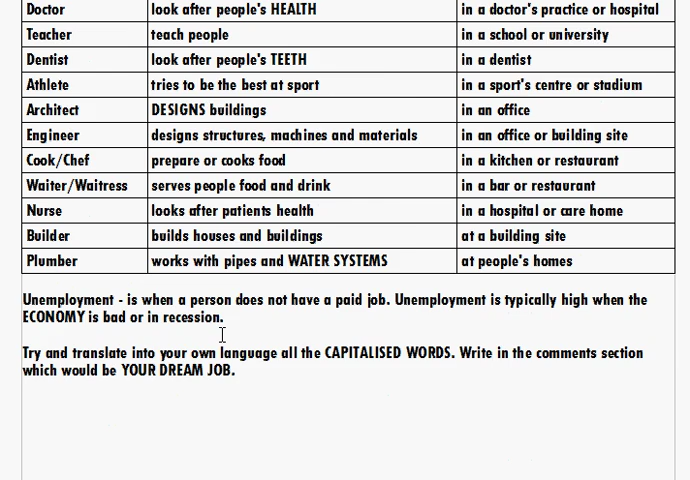 Doctor look after people's HEALTH in a doctor's practice or hospital
Teacher teach people in a school or university
Dentist look after people's TEETH in a dentist
Athlete tries to be the best at sport in a sport's centre or stadium
Architect DESIGNS buildings in an office
Engineer designs structures, machines and materials in an office or building site
Cook/Chef prepare or cooks food in a kitchen or restaurant
Waiter/Waitress serves people food and drink in a bar or restaurant
Nurse looks after patients health in a hospital or care home
Builder builds houses and buildings at a building site
Plumber works with pipes and WATER SYSTEMS at people's homes
Unemployment - is when a person does not have a paid job. Unemployment is typically high when the
ECONOMY is bad or in recession.
Try and translate into your own language all the CAPITALISED WORDS. Write in the comments section
which would be YOUR DREAM JOB.